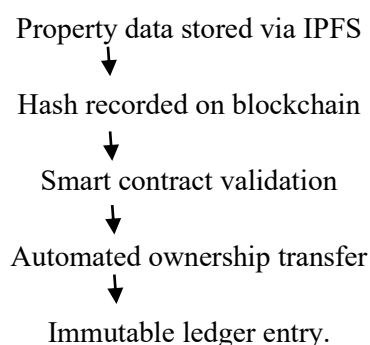 Property data stored via IPFS
Hash recorded on blockchain
Smart contract validation
Automated ownership transfer
Immutable ledger entry.